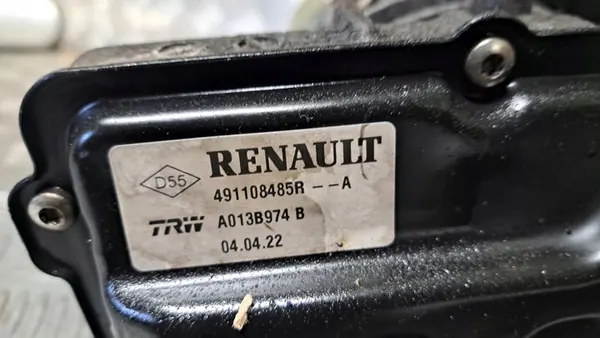 RENAULT
D55
491108485R --A
TRW A013B974 B
04.04.22